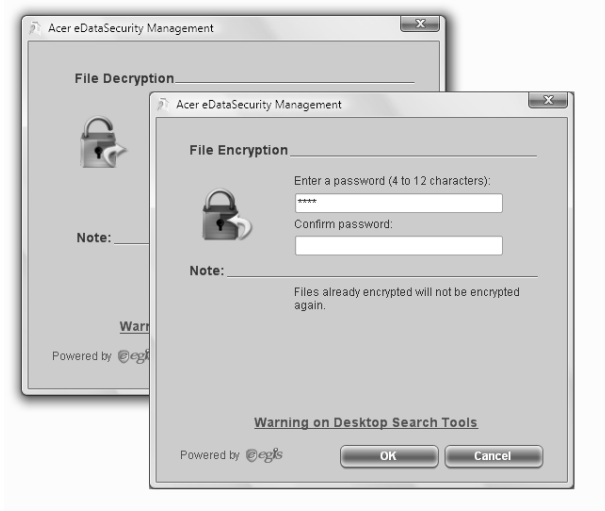 Acer eDataSecurity Management
File Decryption
Note:
Powered by egis
Acer eDataSecurity Management
File Encryption
Enter a password (4 to 12 characters):
****
Confirm password:
Note:
Files already encrypted will not be encrypted
again.
Warning on Desktop Search Tools
Powered by egis
OK
Cancel